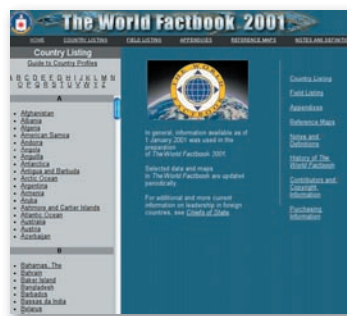 The World Factbook 2001
HOME COUNTRY LISTING FIELD LISTING APPENDIXES REFERENCE MAPS NOTES AND DEFINITI
Country Listing
Guide to Country Profiles
A B C D E F G H I J K L M N
O P Q R S T U V W Y Z
A
Afghanistan
Albania
Algeria
American Samoa
Andorra
Angola
Anguilla
Antarctica
Antigua and Barbuda
Arctic Ocean
Argentina
Armenia
Aruba
Ashmore and Cartier Islands
Atlantic Ocean
Australia
Austria
Azerbaijan
B
Bahamas, The
Bahrain
Baker Island
Bangladesh
Barbados
Bassas da India
Belarus
THE WORLD FACTBOOK
In general, information available as of
1 January 2001 was used in the
preparation
of The World Factbook 2001.
Selected data and maps
in The World Factbook are updated
periodically.
For additional and more current
information on leadership in foreign
countries, see Chiefs of State.
Country Listing
Field Listing
Appendixes
Reference Maps
Notes and
Definitions
History of The
World Factbook
Contributors and
Copyright
Information
Purchasing
Information